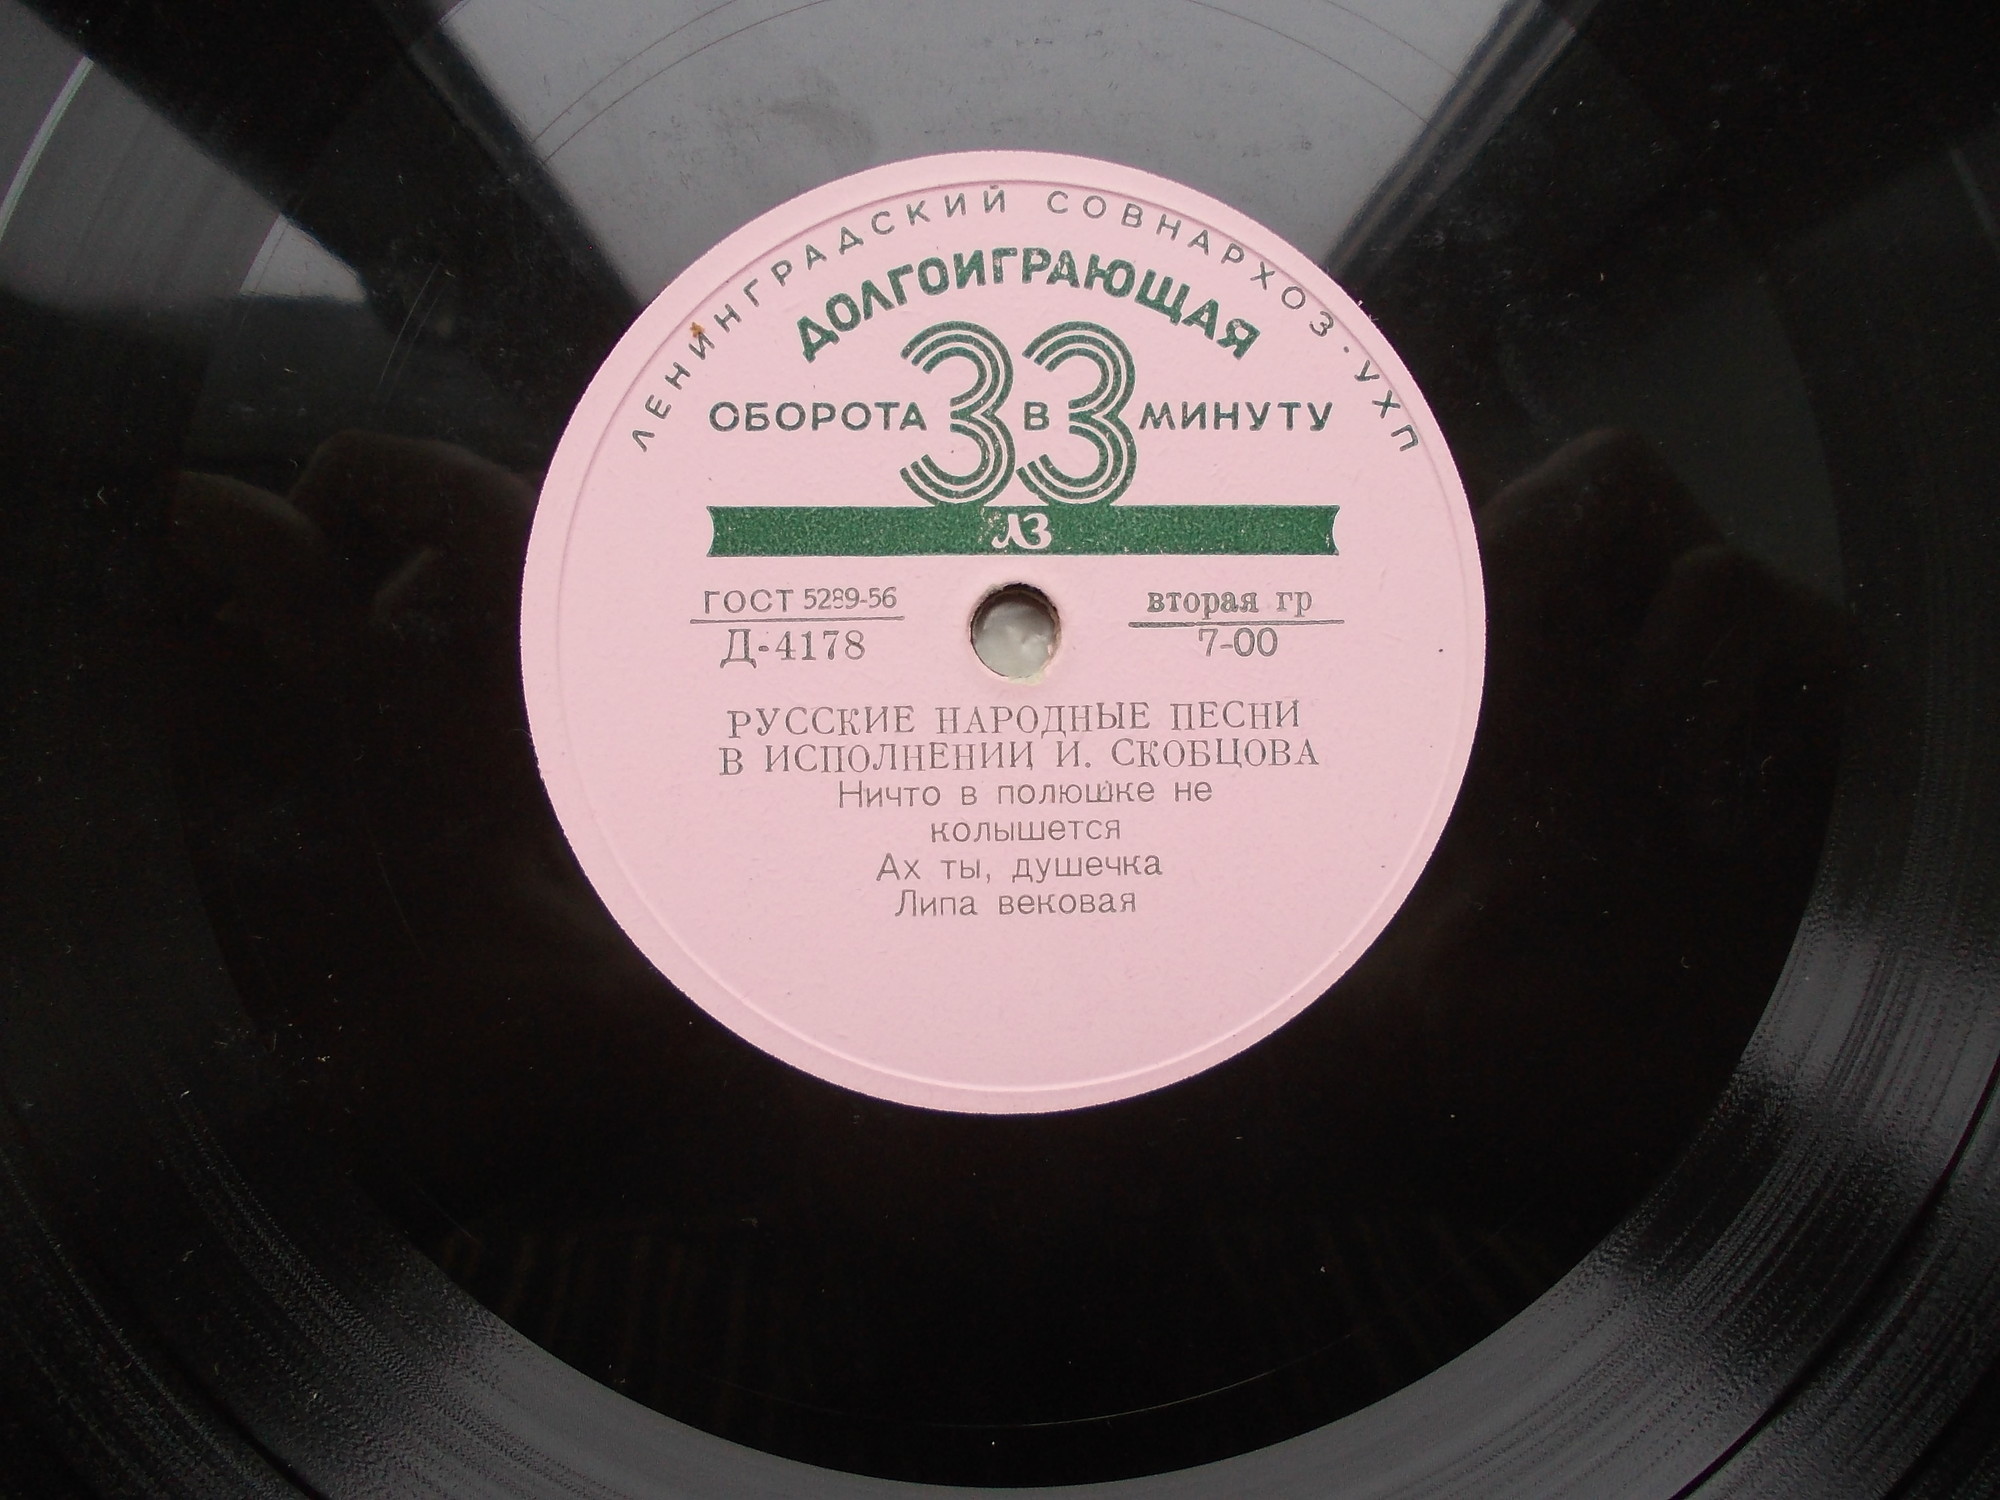 ЛЕНИНГРАДСКИЙ СОВНАРХОЗ · УХП
ДОЛГОИГРАЮЩАЯ
33
ОБОРОТА В МИНУТУ
ЛЗ
ГОСТ 5289-56
Д-4178
вторая гр
7-00
РУССКИЕ НАРОДНЫЕ ПЕСНИ
В ИСПОЛНЕНИИ И. СКОБЦОВА
Ничто в полюшке не
колышется
Ах ты, душечка
Липа вековая